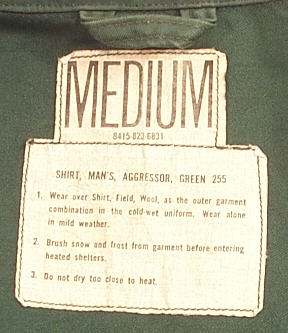 MEDIUM
8415-823-6831
SHIRT, MAN'S, AGGRESSOR, GREEN 255
1. Wear over Shirt, Field, Wool, as the outer garment
combination in the cold-wet uniform. Wear alone
in mild weather.
2. Brush snow and frost from garment before entering
heated shelters.
3. Do not dry too close to heat.